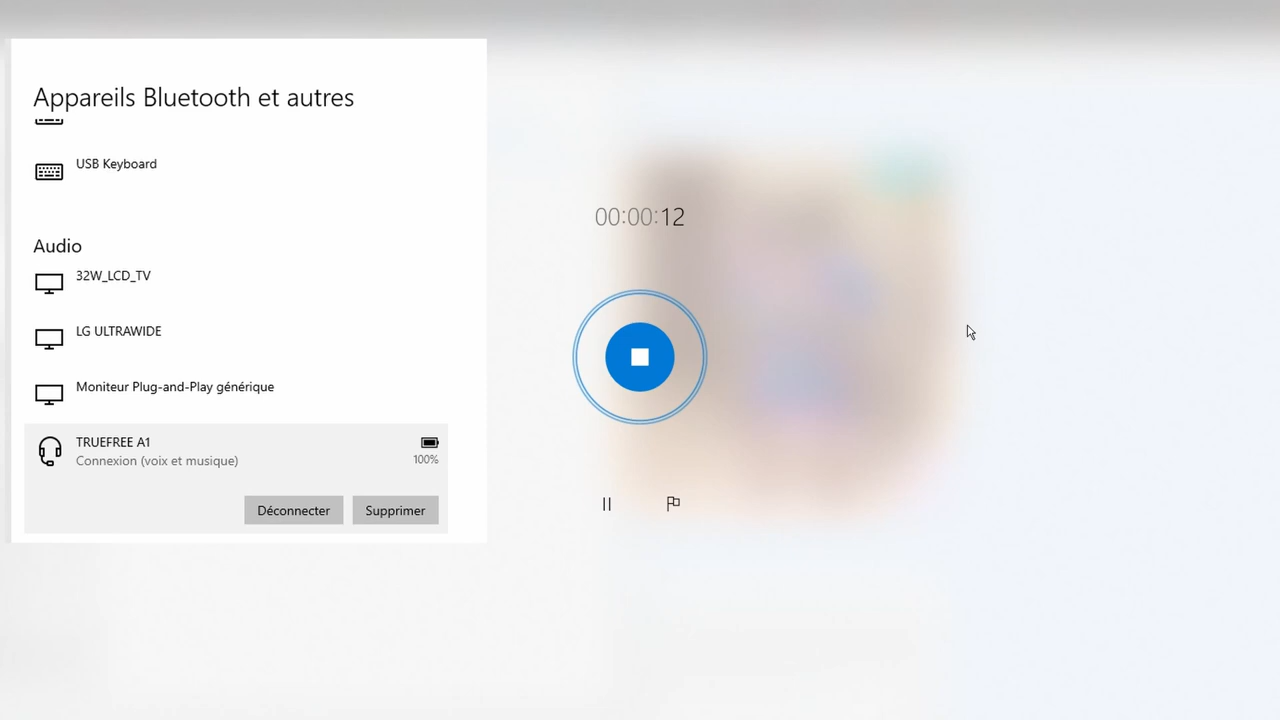 Appareils Bluetooth et autres
USB Keyboard
Audio
32W_LCD_TV
LG ULTRAWIDE
Moniteur Plug-and-Play générique
TRUEFREE A1
Connexion (voix et musique)
100%
Déconnecter
Supprimer
00:00:12